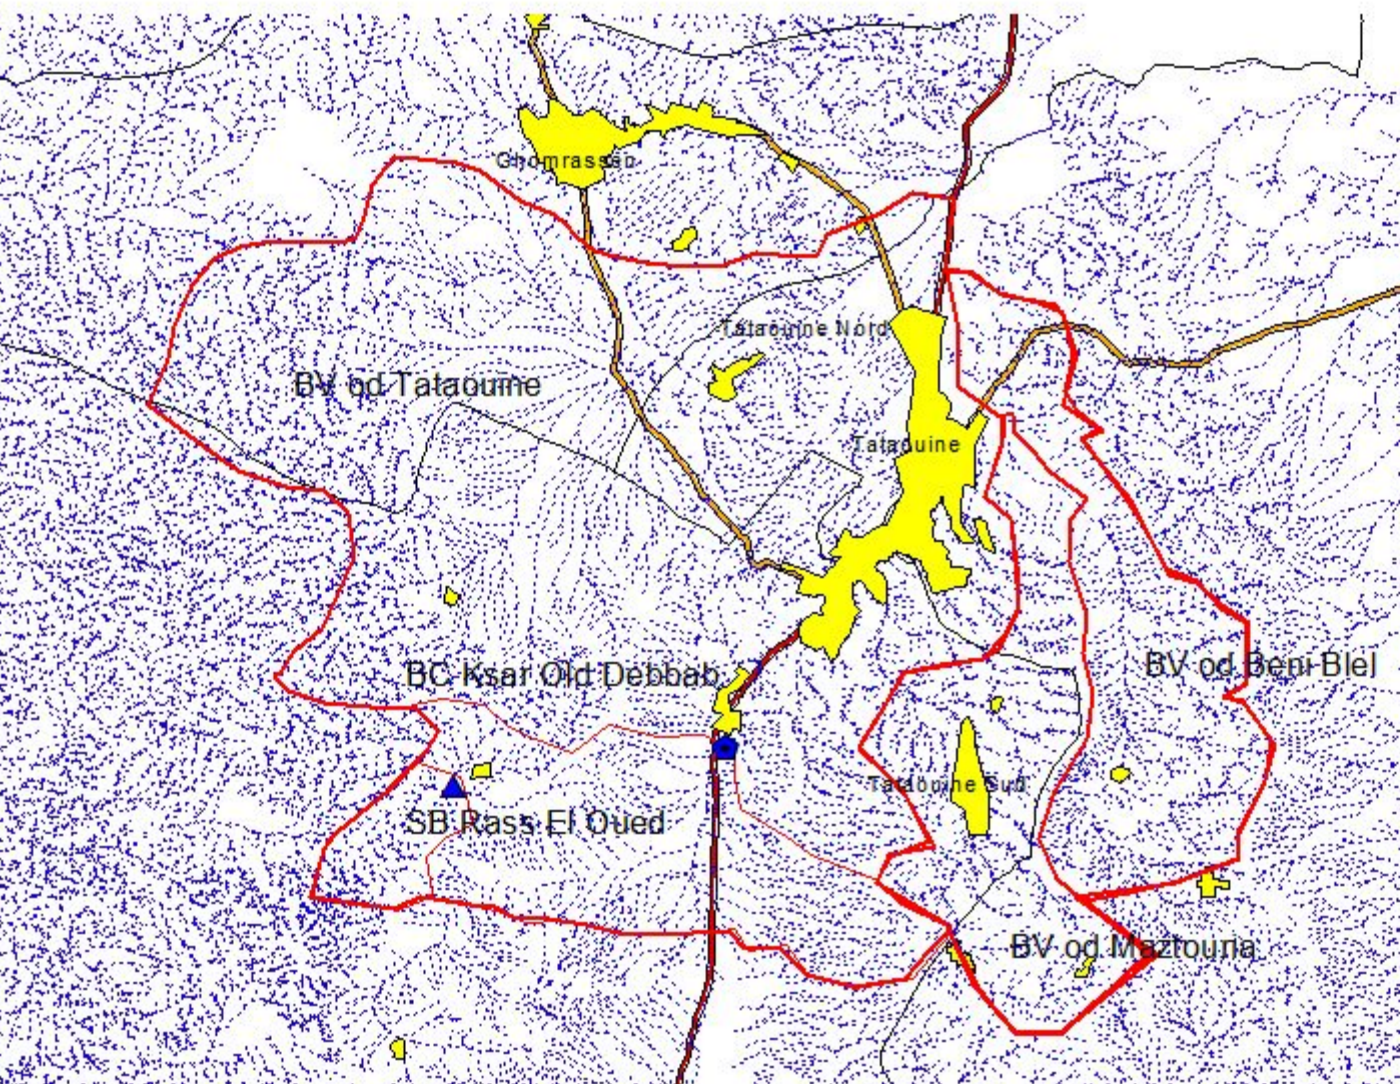 Ghomrassen
Tataouine Nord
BV od Tataouine
Tataouine
BV od Beni Blel
BC Ksar Old Debbab
Tataouine Sud
SB Rass El Oued
BV od Maztouria